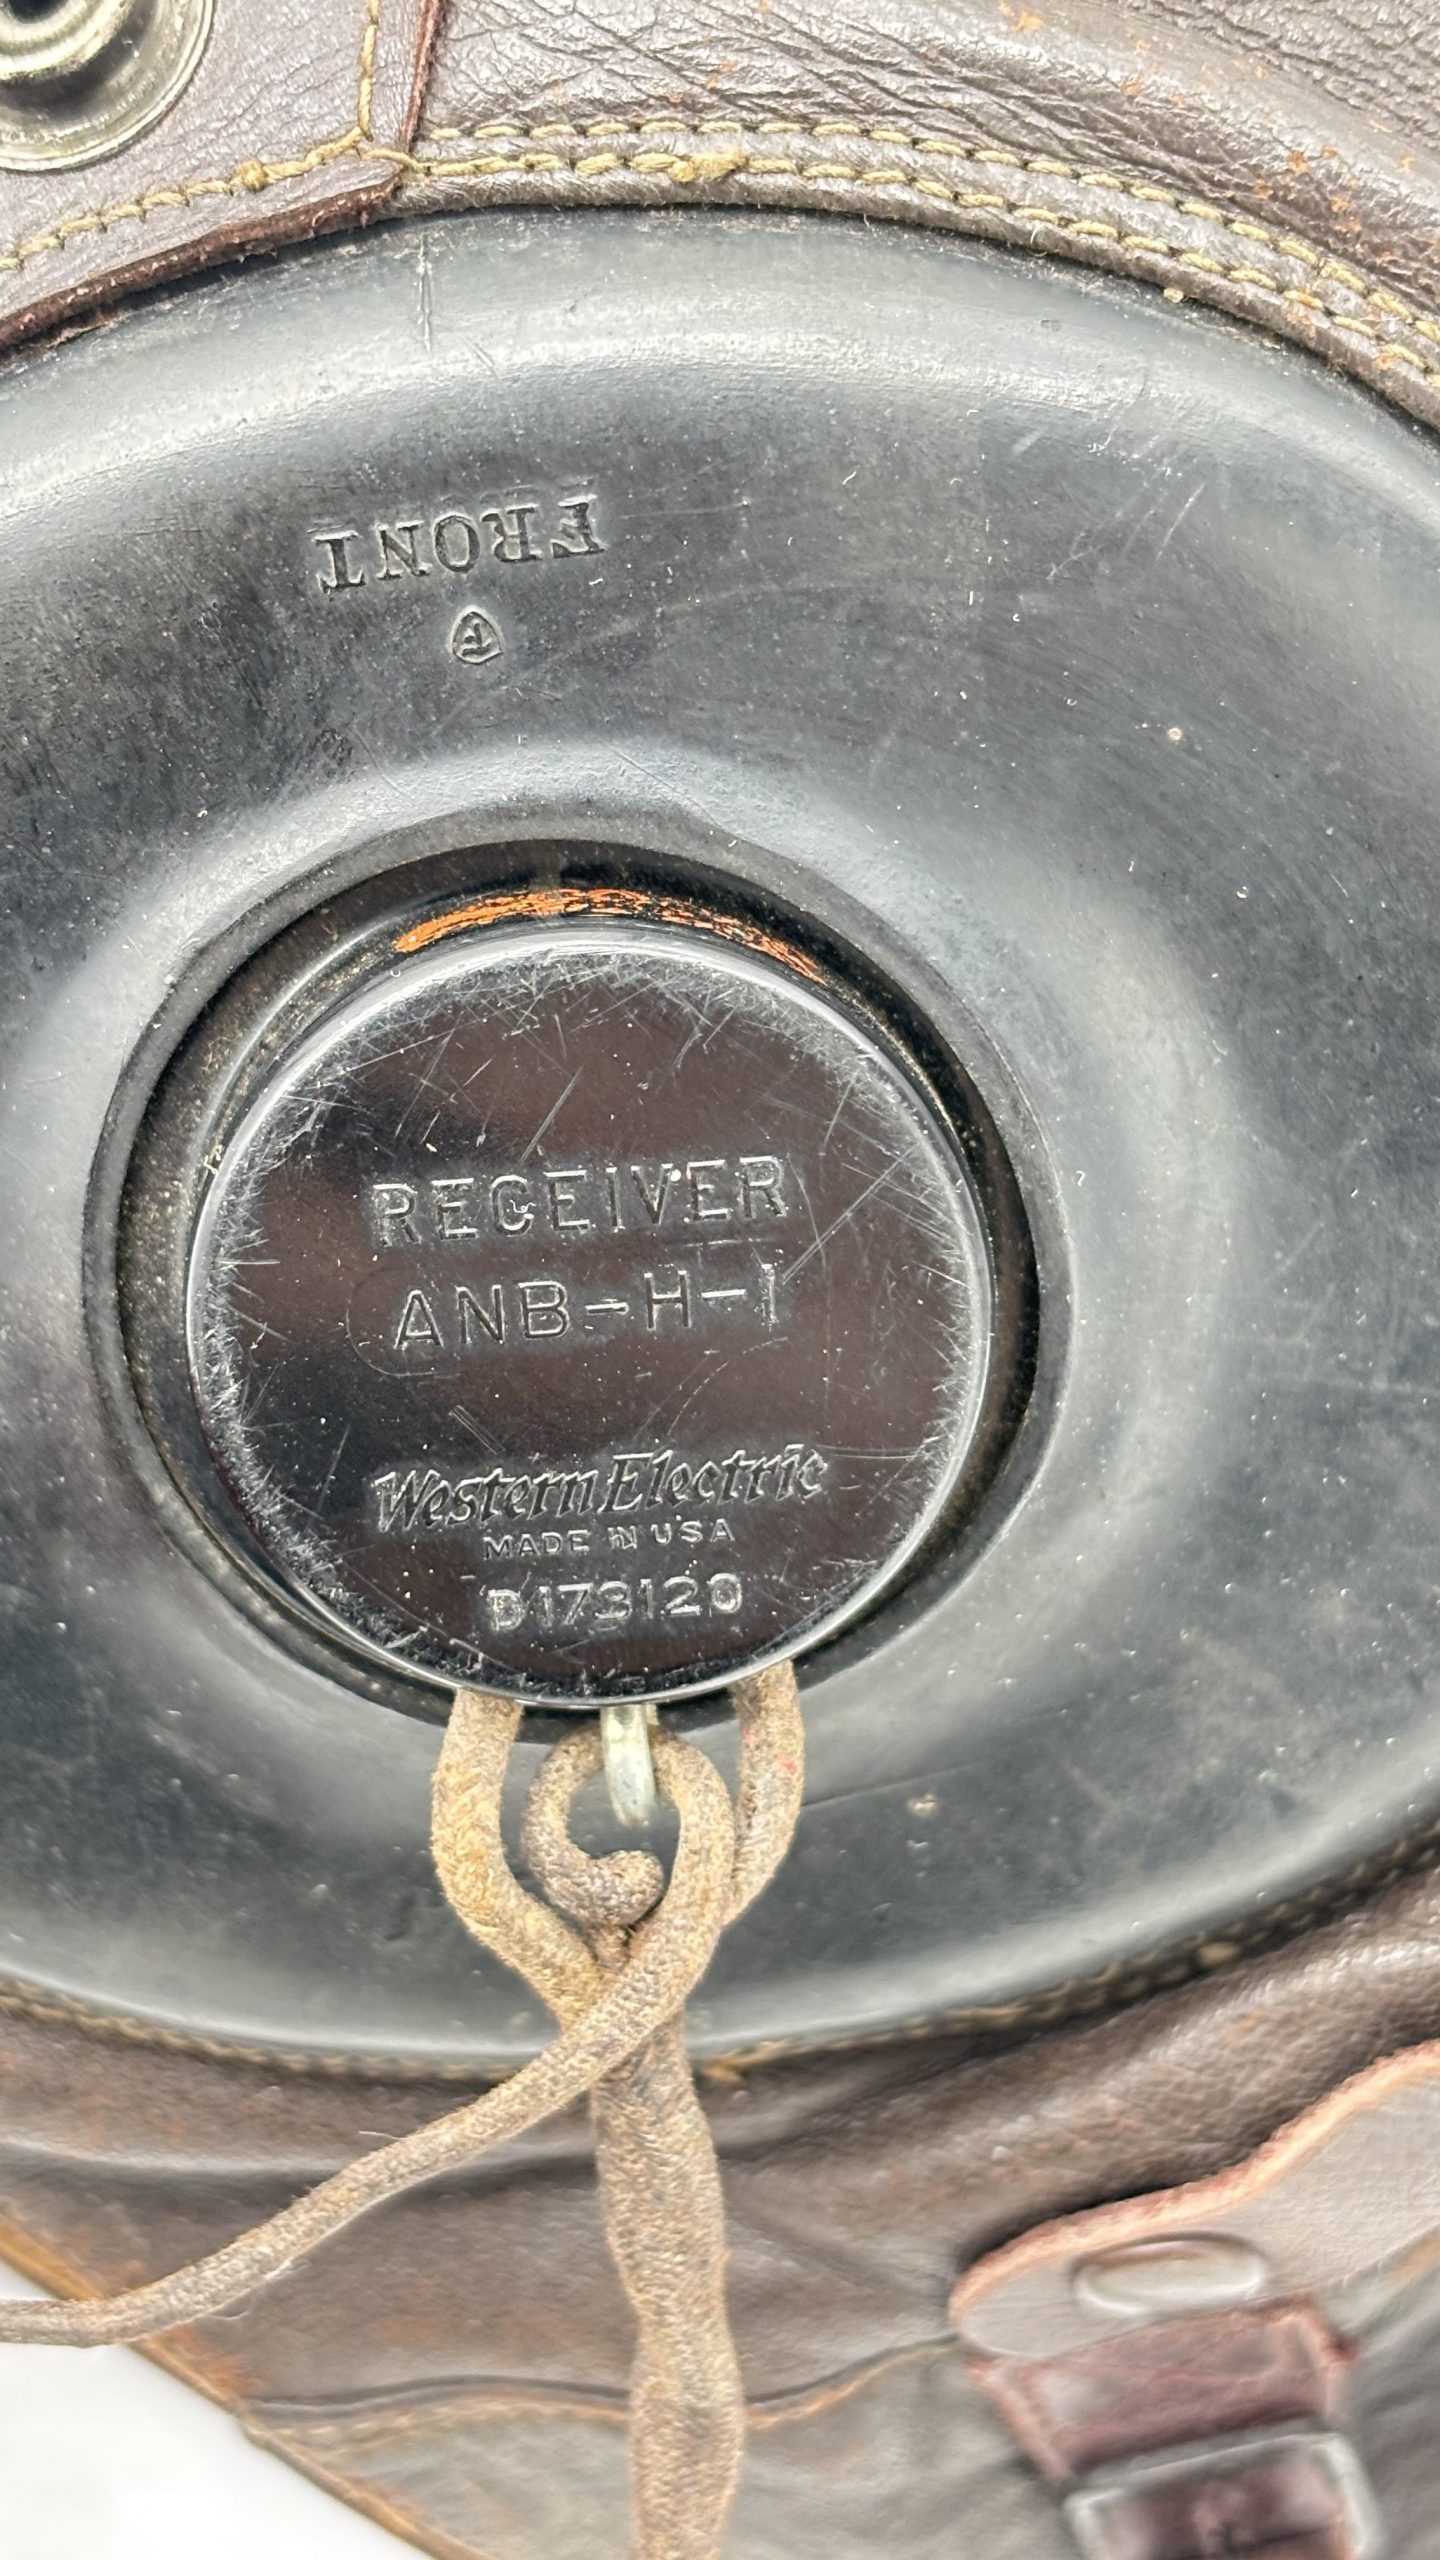 FRONT
F
RECEIVER
ANB-H-1
Western Electric
MADE IN USA
D173120